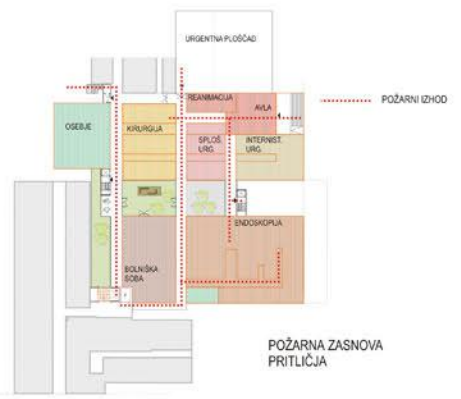 URGENTNA PLOŠČAD
REANIMACIJA
AVLA
POŽARNI IZHOD
OSEBJE
KIRURGIJA
SPLOŠ.
URG.
INTERNIST.
URG.
ENDOSKOPIJA
BOLNIŠKA
SOBA
POŽARNA ZASNOVA
PRITLIČJA